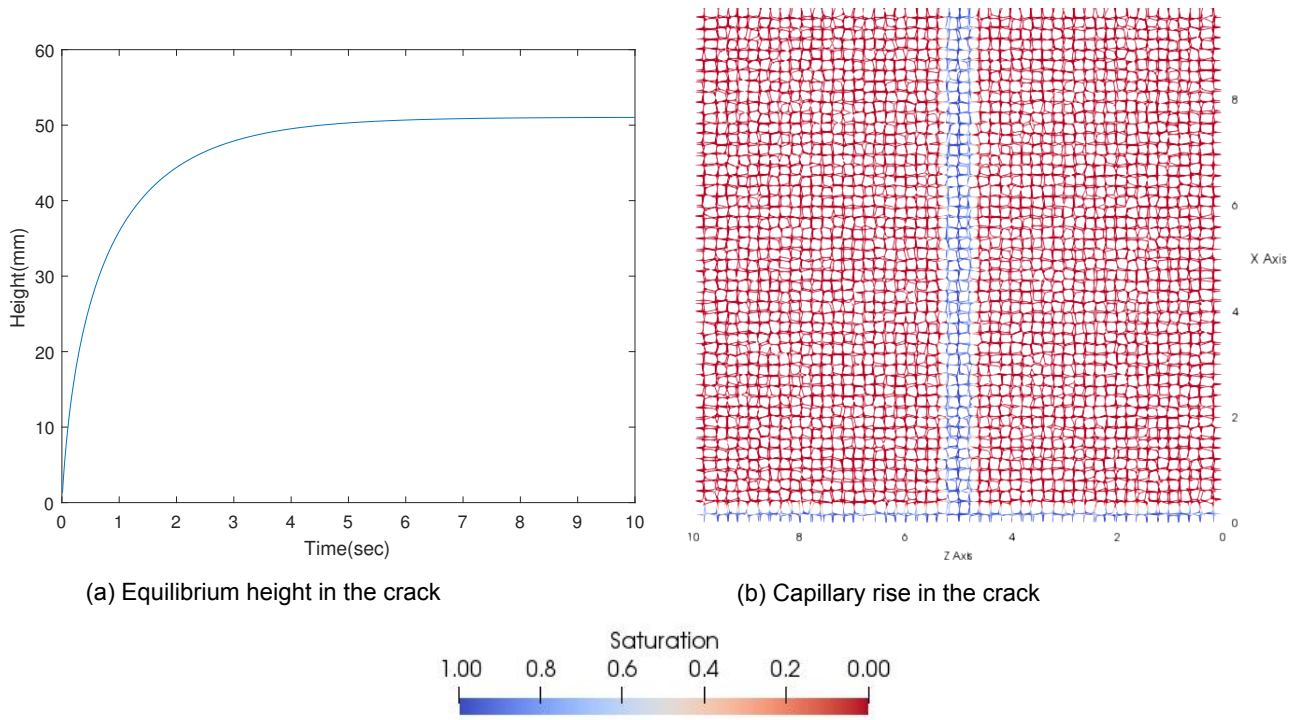 60
50
40
30
20
10
0
Height(mm)
0 1 2 3 4 5 6 7 8 9 10
Time(sec)
(a) Equilibrium height in the crack
8
6
X Axis
4
2
0
10 8 6 4 2 0
Z Axis
(b) Capillary rise in the crack
Saturation
1.00 0.8 0.6 0.4 0.2 0.00